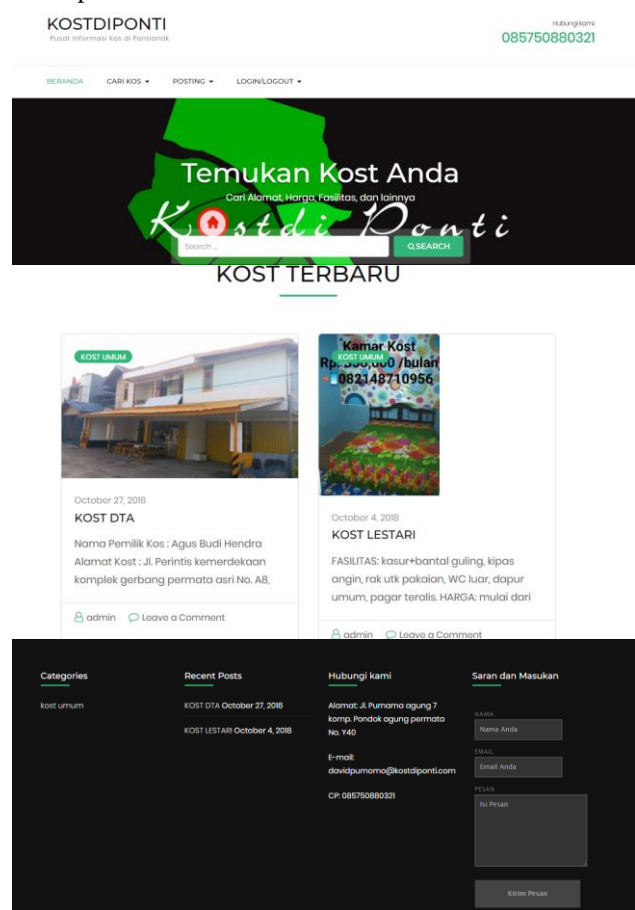 KOSTDIPONTI
Pusat Informasi Kos di Pontianak
Hubungi kami:
085750880321
BERANDA CARI KOS POSTING LOGIN/LOGOUT
Temukan Kost Anda
Cari Alamat, Harga, Fasilitas, dan lainnya
Kostdi Ponti
Search ...
SEARCH
KOST TERBARU
KOST UMUM
October 27, 2018
KOST DTA
Nama Pemilik Kos : Agus Budi Hendra
Alamat Kost : Jl. Perintis kemerdekaan
komplek gerbang permata asri No. A8,
admin Leave a Comment
Kamar Kost
KOST UMUM
/bulan
082148710956
October 4, 2018
KOST LESTARI
FASILITAS: kasur+bantal guling, kipas
angin, rak utk pakaian, WC luar, dapur
umum, pagar teralis. HARGA: mulai dari
admin Leave a Comment
Categories
kost umum
Recent Posts
KOST DTA October 27, 2018
KOST LESTARI October 4, 2018
Hubungi kami
Alamat: Jl. Purnama agung 7
komp. Pondok agung permata
No. Y40
E-mail:
davidpurnomo@kostdiponti.com
CP: 085750880321
Saran dan Masukan
NAMA
Nama Anda
EMAIL
Email Anda
PESAN
Isi Pesan
Kirim Pesan